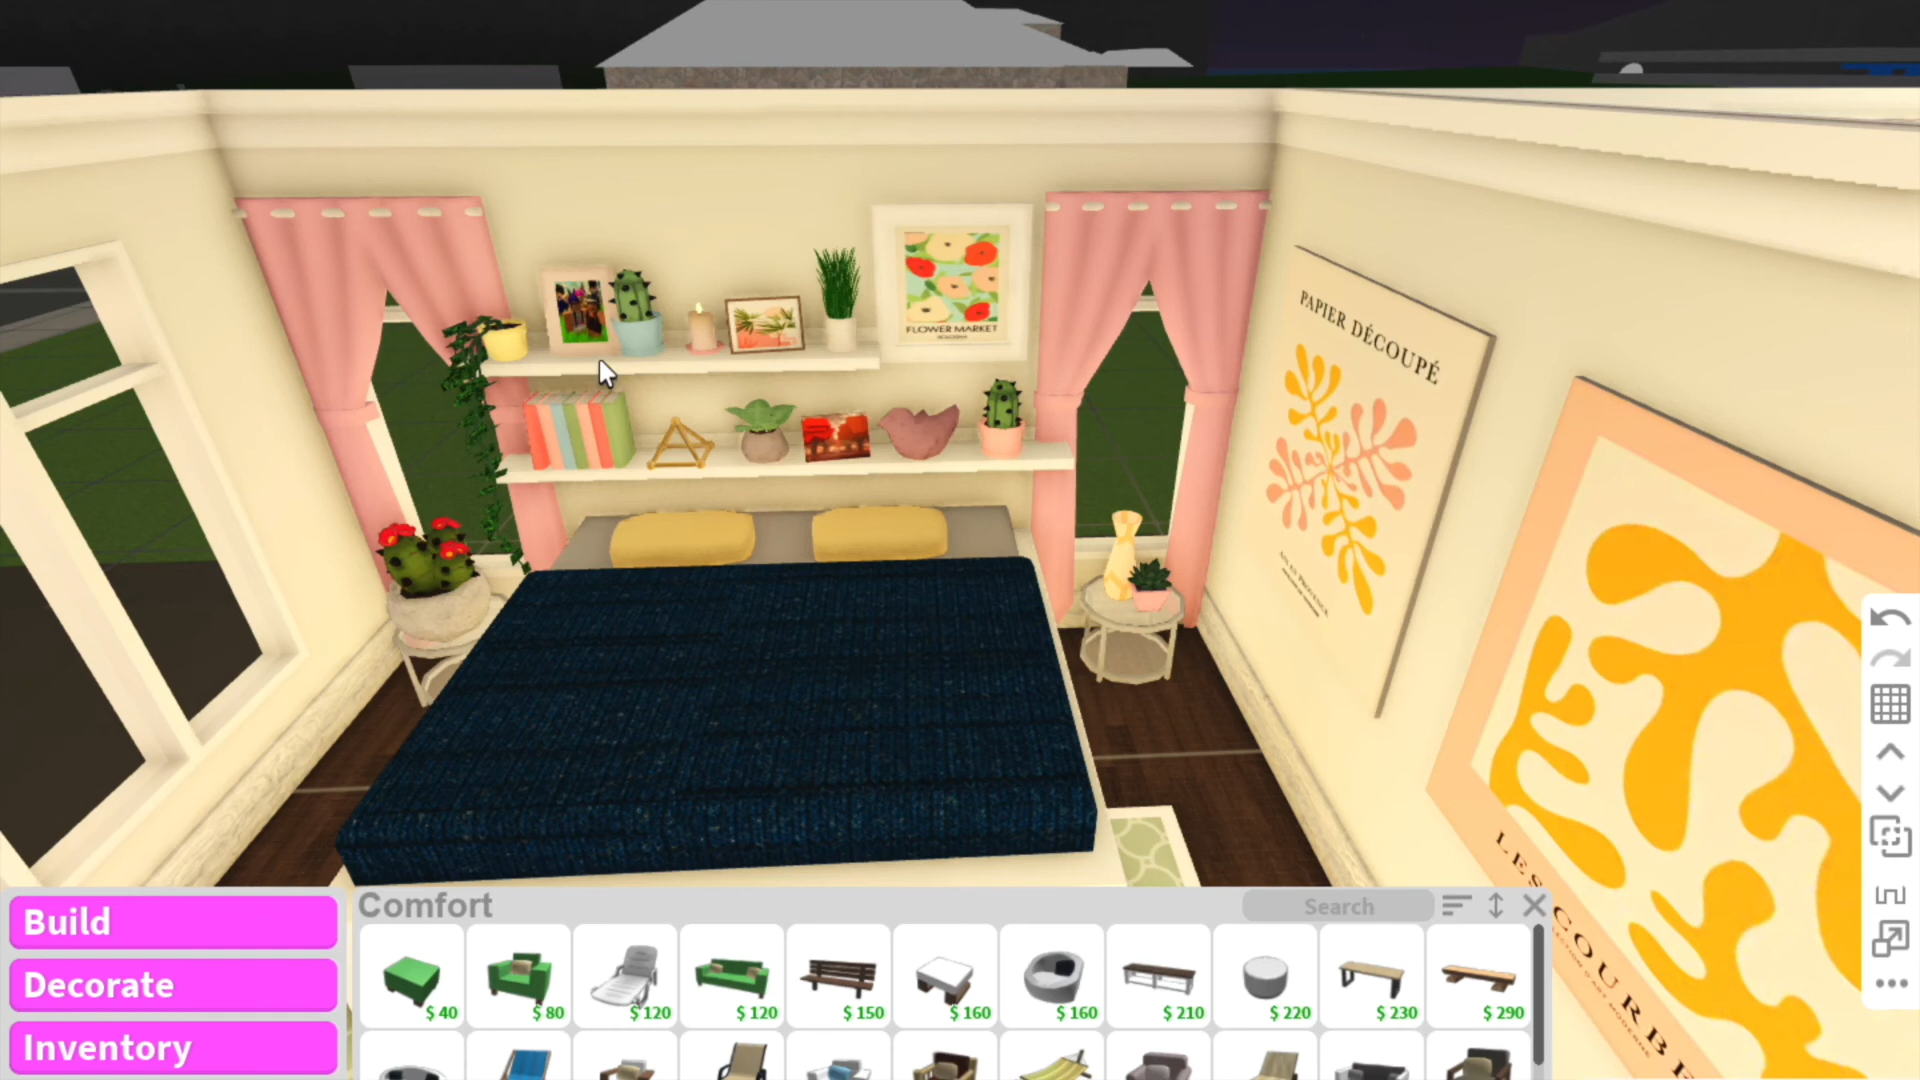 FLOWER MARKET
PAPIER DÉCOUPÉ
LES
COURBE
Build
Decorate
Inventory
Comfort
Search
$ 40
$ 80
$ 120
$ 120
$ 150
$ 160
$ 160
$ 210
$ 220
$ 230
$ 290